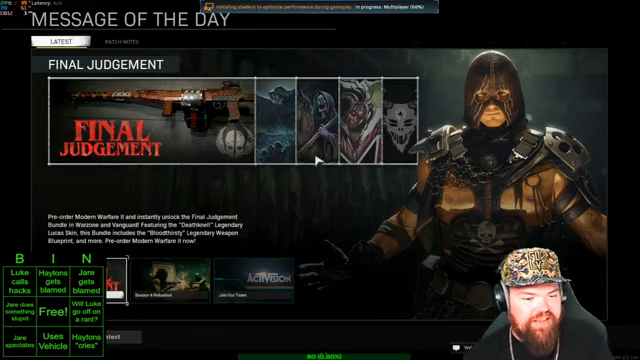 Latency: N/A
Installing shaders to optimize performance during gameplay. In progress. Multiplayer (60%)
MESSAGE OF THE DAY
LATEST
PATCH NOTES
FINAL JUDGEMENT
FINAL
JUDGEMENT
Pre-order Modern Warfare II and instantly unlock the Final Judgement
Bundle in Warzone and Vanguard! Featuring the "Deathknell" Legendary
Lucas Skin, this Bundle includes the "Bloodthirsty" Legendary Weapon
Blueprint, and more. Pre-order Modern Warfare II now!
B I N
Luke calls hacks
Haytons gets blamed
Jare gets blamed
Jare does something stupid
Free!
Will Luke go off on a rant?
Jare spectates
Uses Vehicle
Haytons "cries"
Season 4 Reloaded
ACTIVISION
Join Our Team